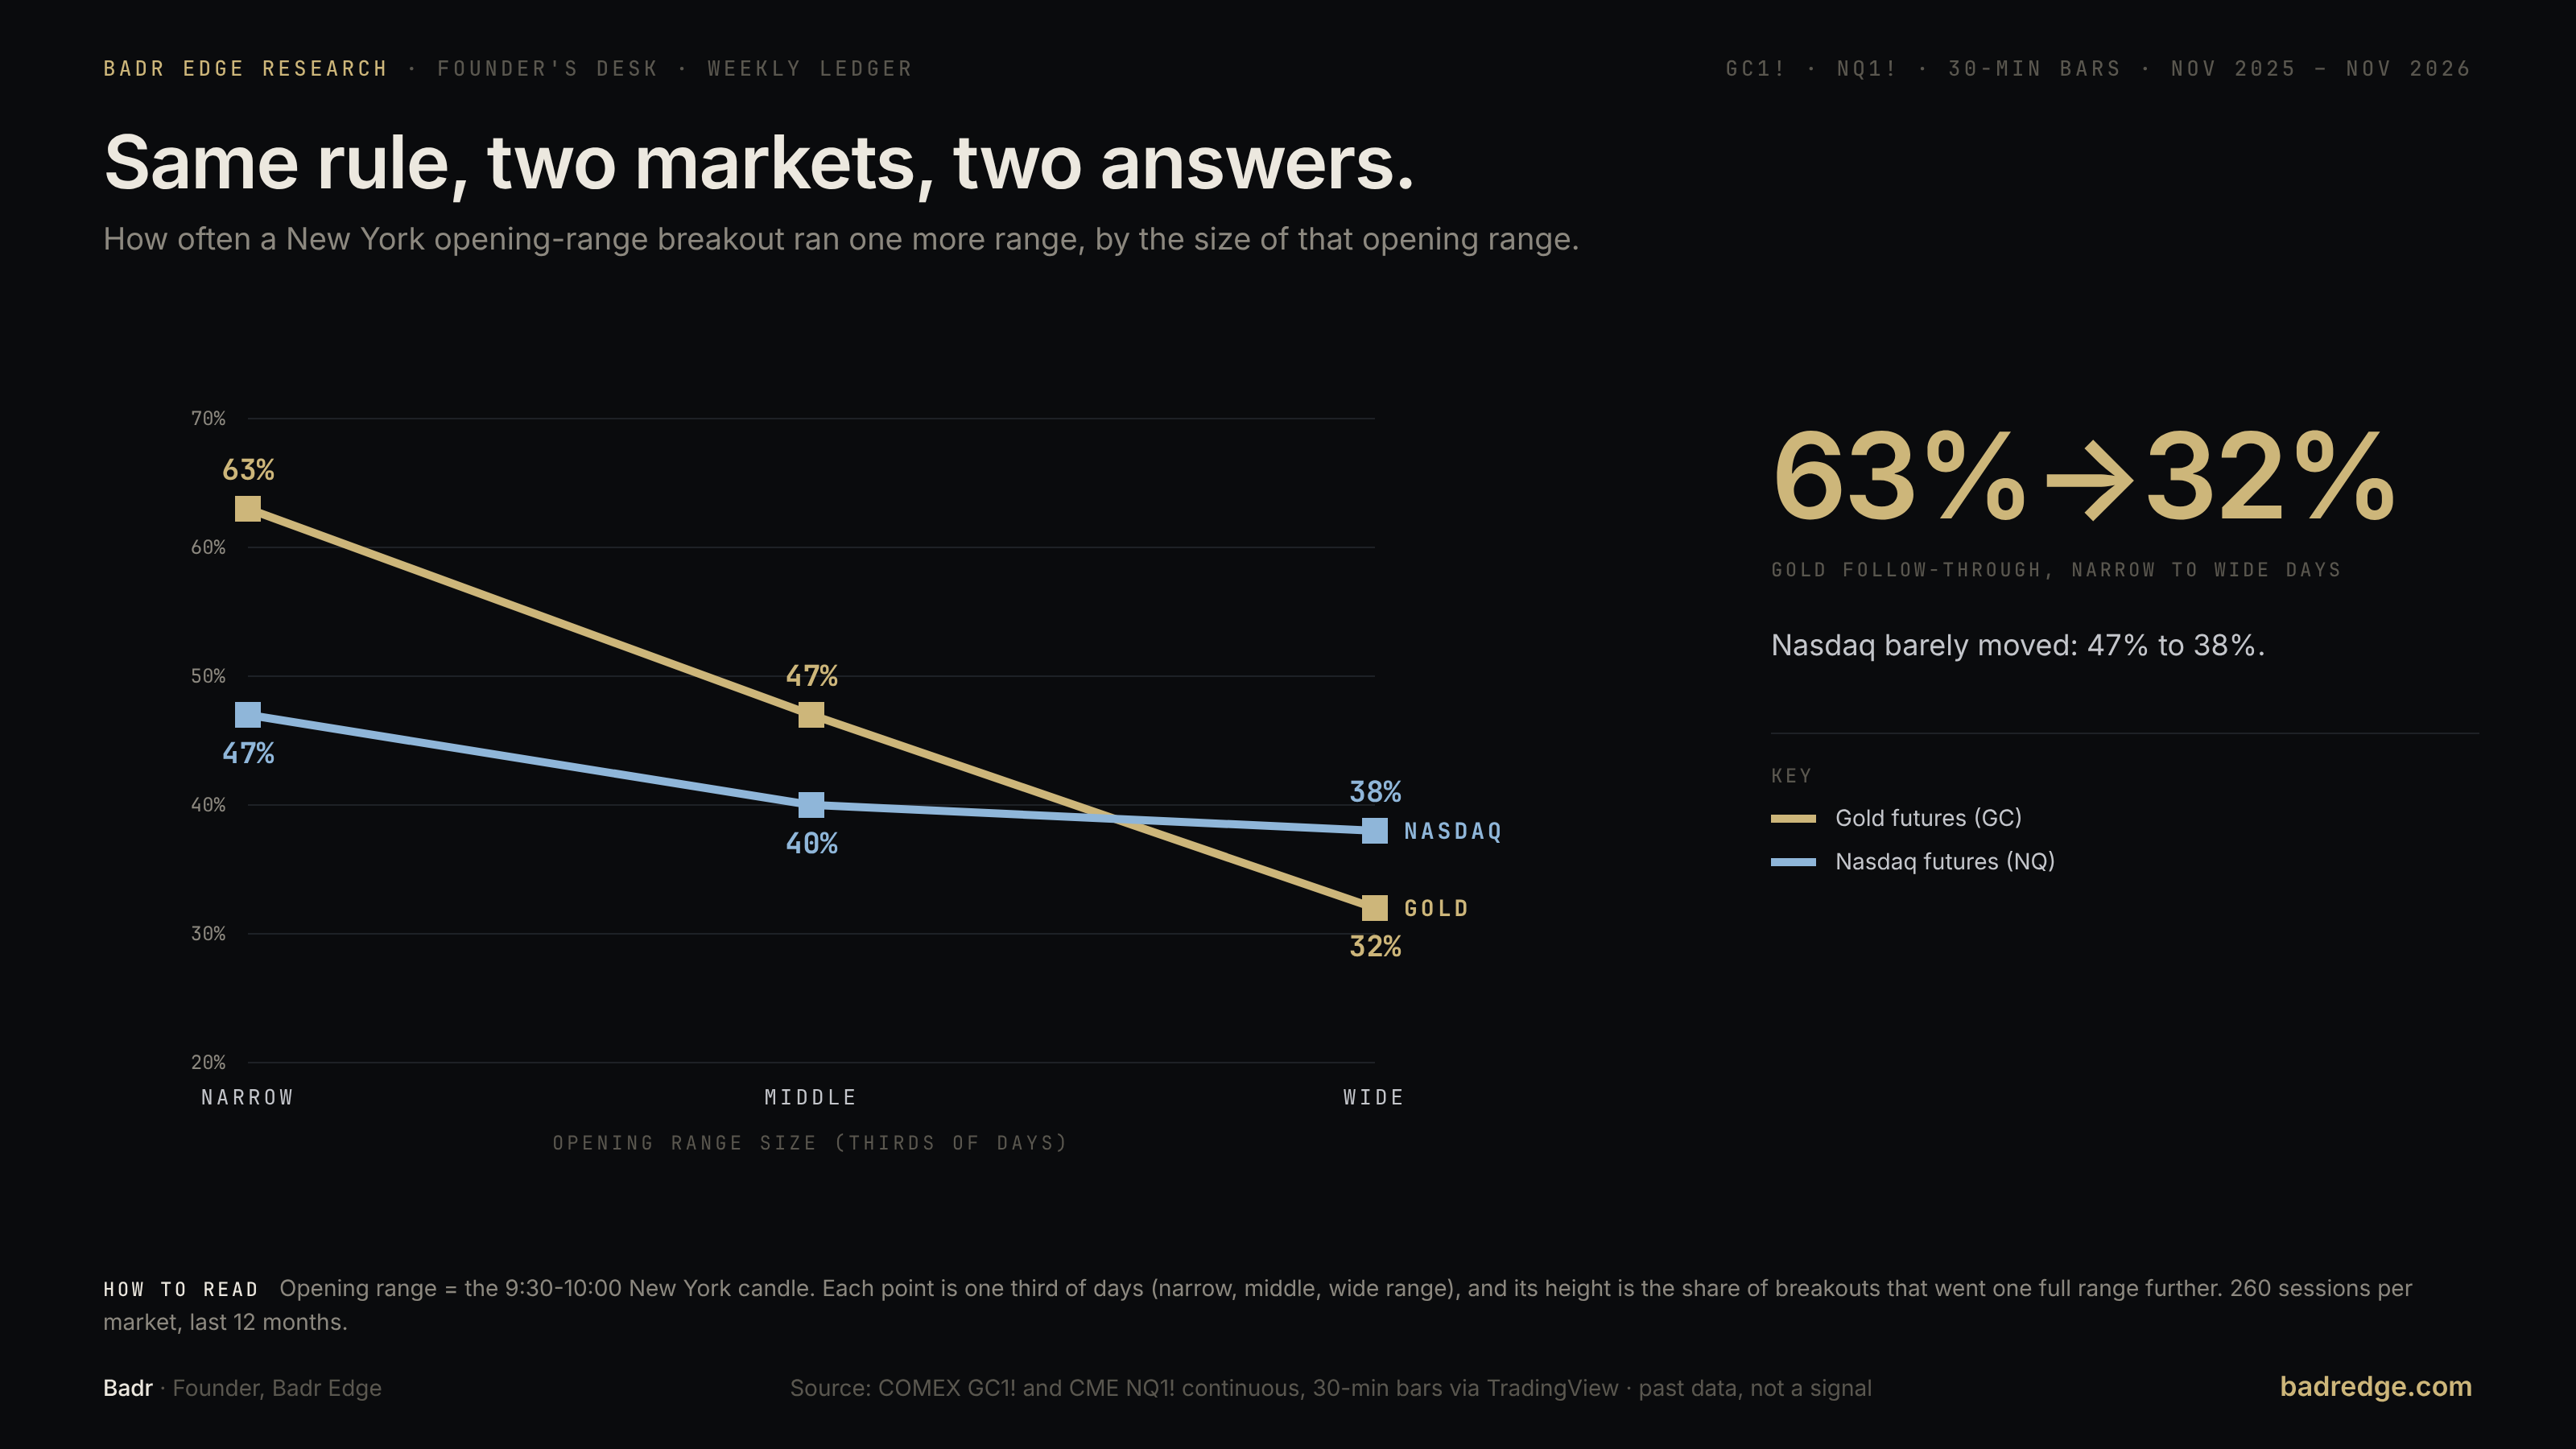 BADR EDGE RESEARCH · FOUNDER'S DESK · WEEKLY LEDGER
GC1! · NQ1! · 30-MIN BARS · NOV 2025 – NOV 2026
Same rule, two markets, two answers.
How often a New York opening-range breakout ran one more range, by the size of that opening range.
70%
63%
60%
50%
47%
47%
40%
40%
38%
NASDAQ
GOLD
30%
32%
20%
NARROW
MIDDLE
WIDE
OPENING RANGE SIZE (THIRDS OF DAYS)
63%→32%
GOLD FOLLOW-THROUGH, NARROW TO WIDE DAYS
Nasdaq barely moved: 47% to 38%.
KEY
Gold futures (GC)
Nasdaq futures (NQ)
HOW TO READ Opening range = the 9:30-10:00 New York candle. Each point is one third of days (narrow, middle, wide range), and its height is the share of breakouts that went one full range further. 260 sessions per
market, last 12 months.
Badr · Founder, Badr Edge
Source: COMEX GC1! and CME NQ1! continuous, 30-min bars via TradingView · past data, not a signal
badredge.com